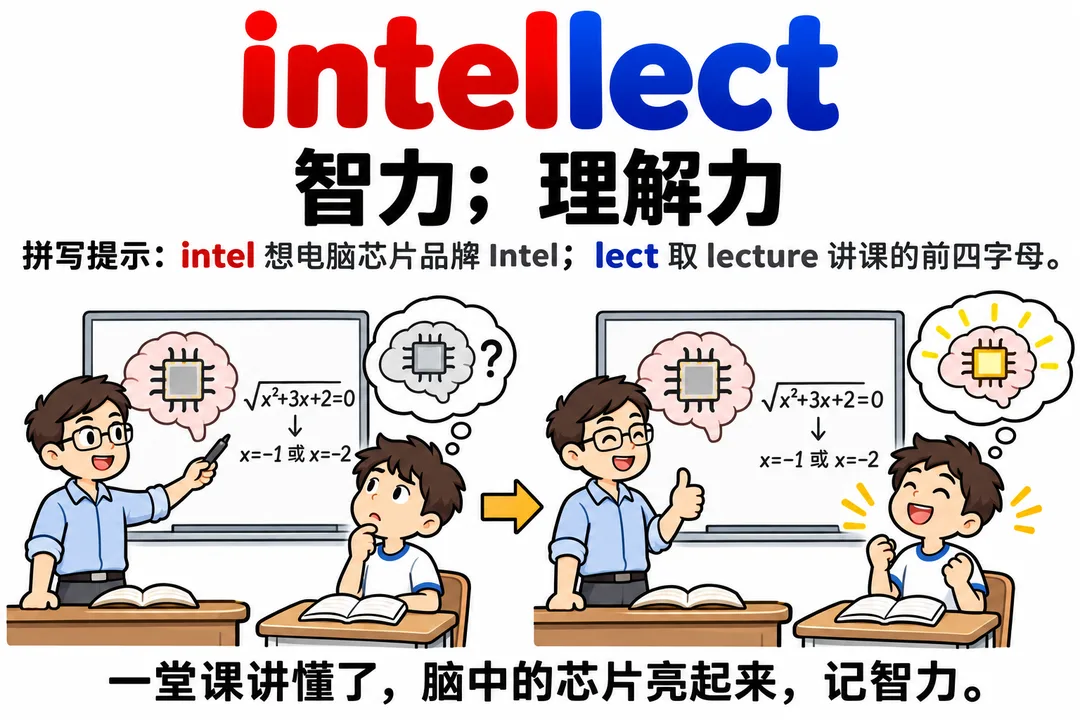 intellect
智力；理解力
拼写提示：intel 想电脑芯片品牌 Intel；lect 取 lecture 讲课的前四字母。
?
√x²+3x+2=0
↓
x=-1 或 x=-2
√x²+3x+2=0
↓
x=-1 或 x=-2
一堂课讲懂了，脑中的芯片亮起来，记智力。